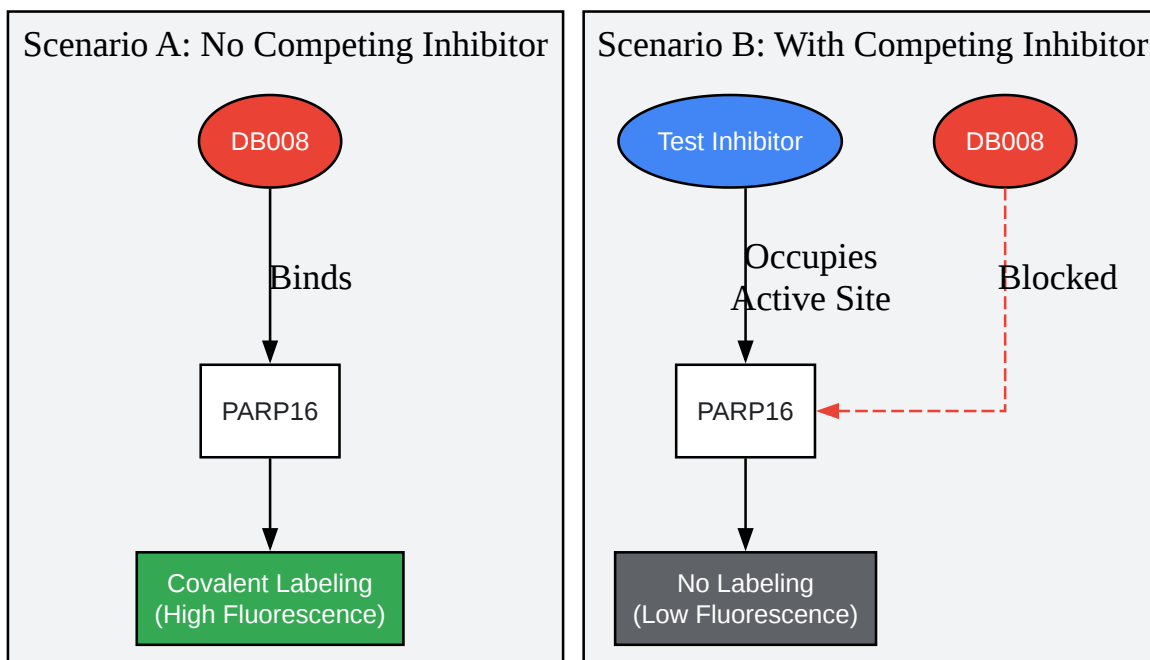 Scenario A: No Competing Inhibitor
DB008
Binds
PARP16
Covalent Labeling
(High Fluorescence)
Scenario B: With Competing Inhibitor
Test Inhibitor
DB008
Occupies
Active Site
Blocked
PARP16
No Labeling
(Low Fluorescence)